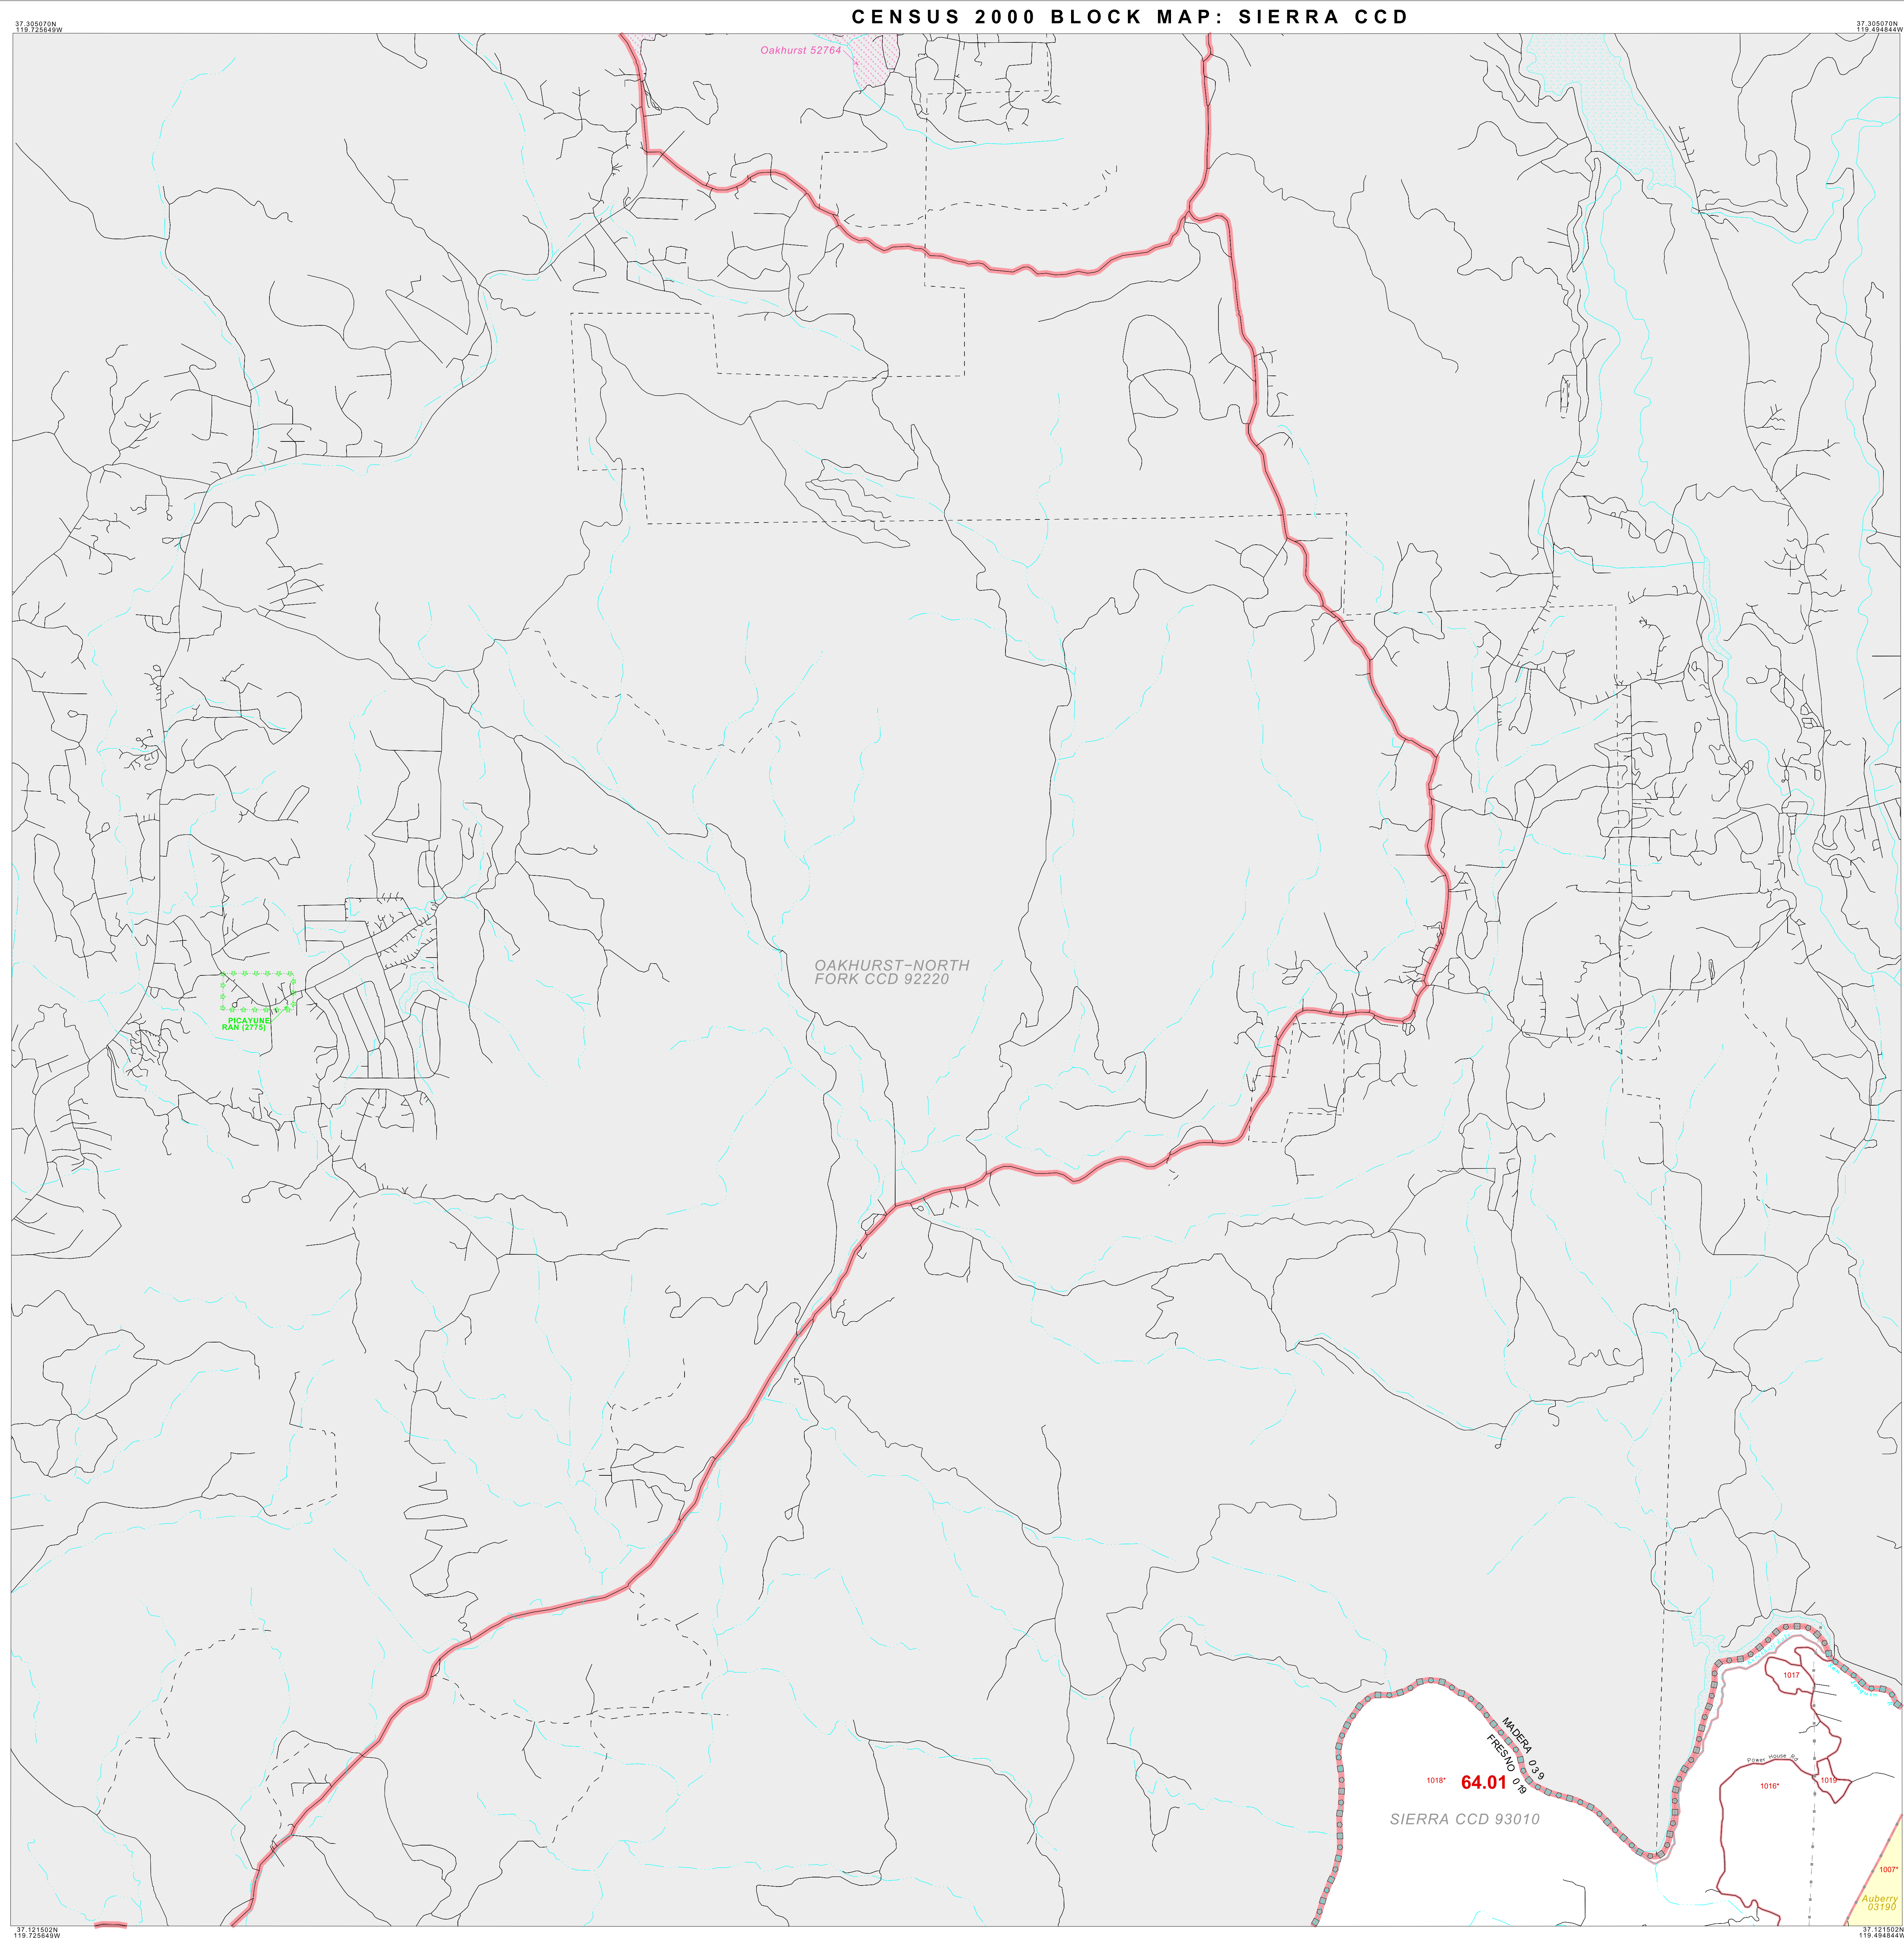 CENSUS 2000 BLOCK MAP: SIERRA CCD
37.305070N
119.725649W
37.305070N
119.494844W
Oakhurst 52764
OAKHURST-NORTH
FORK CCD 92220
PICAYUNE
RAN (2775)
1017
MADERA 039
FRESNO 019
Power House Rd
1018*
64.01
1016*
1019
SIERRA CCD 93010
1007*
Auberry
03190
37.121502N
119.725649W
37.121502N
119.494844W